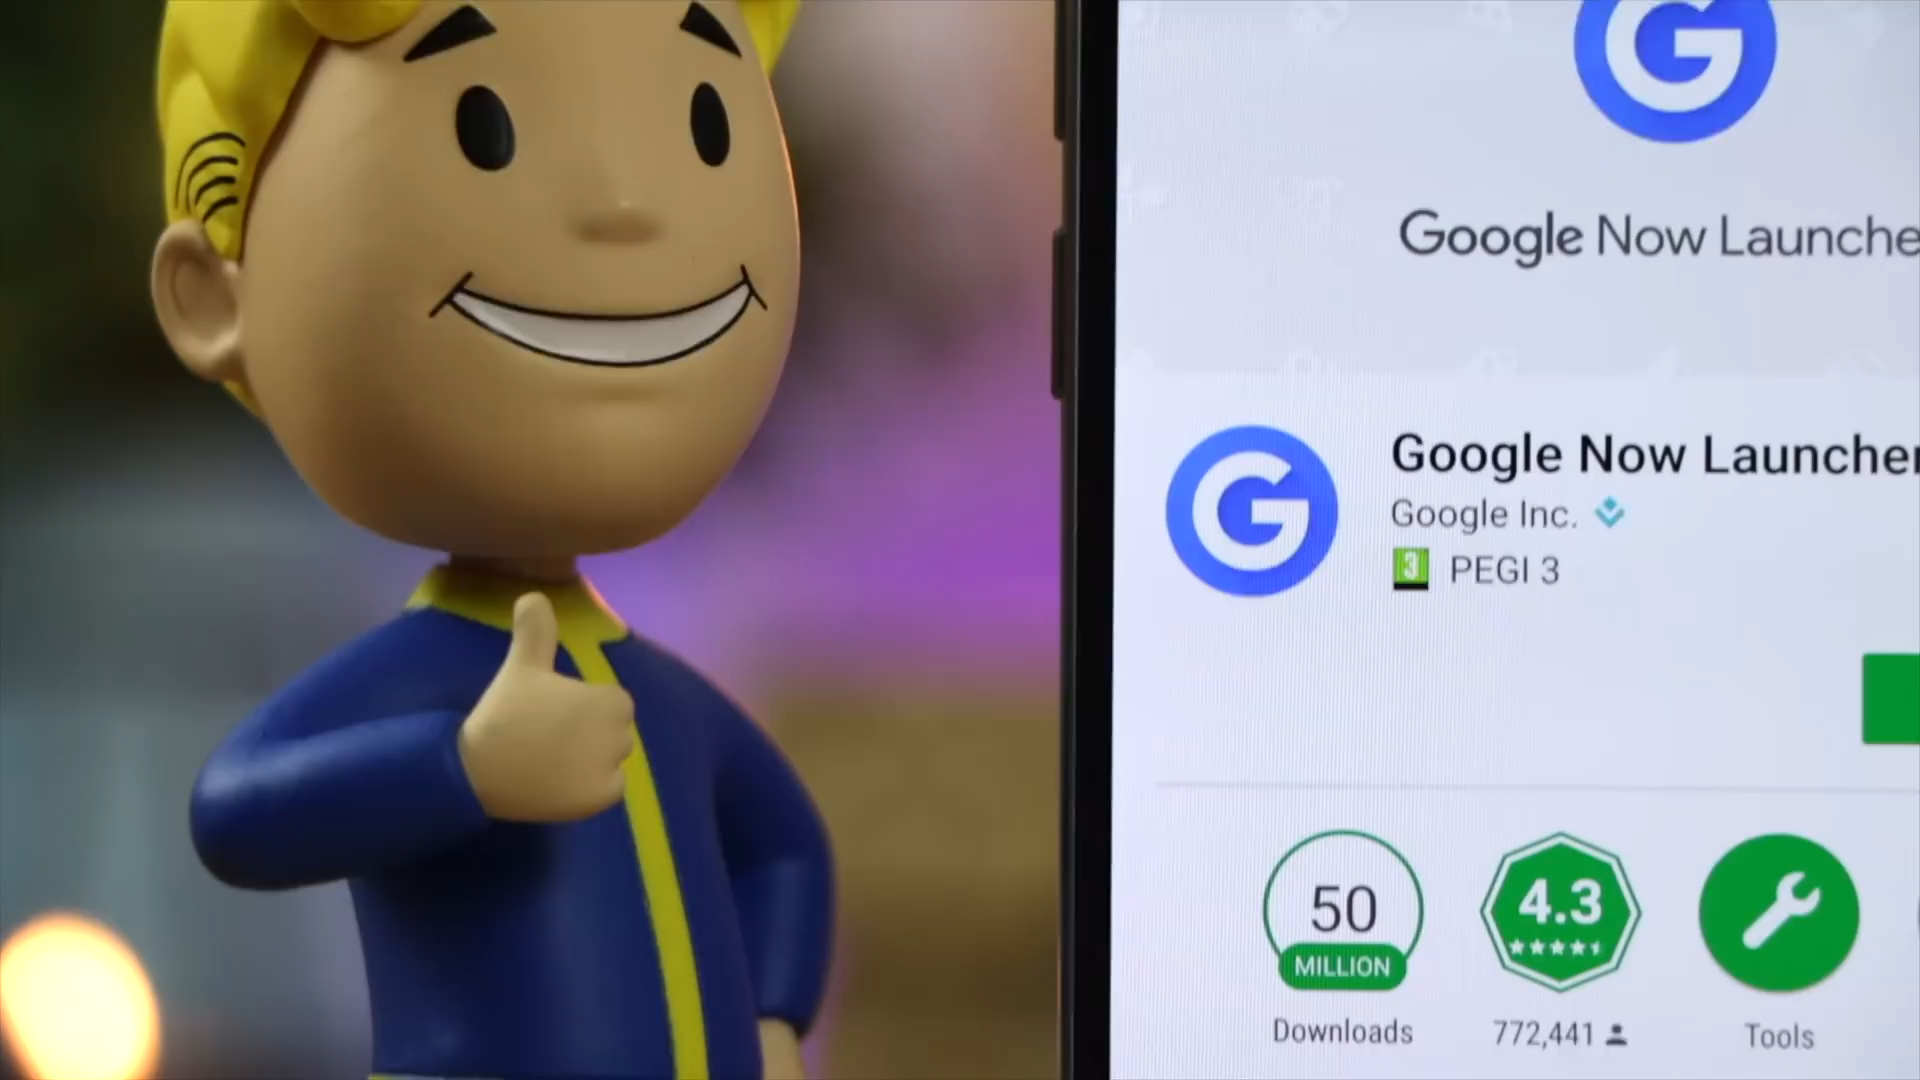 G
Google Now Launche
G
Google Now Launcher
Google Inc.
3 PEGI 3
50
MILLION
Downloads
4.3
772,441
Tools